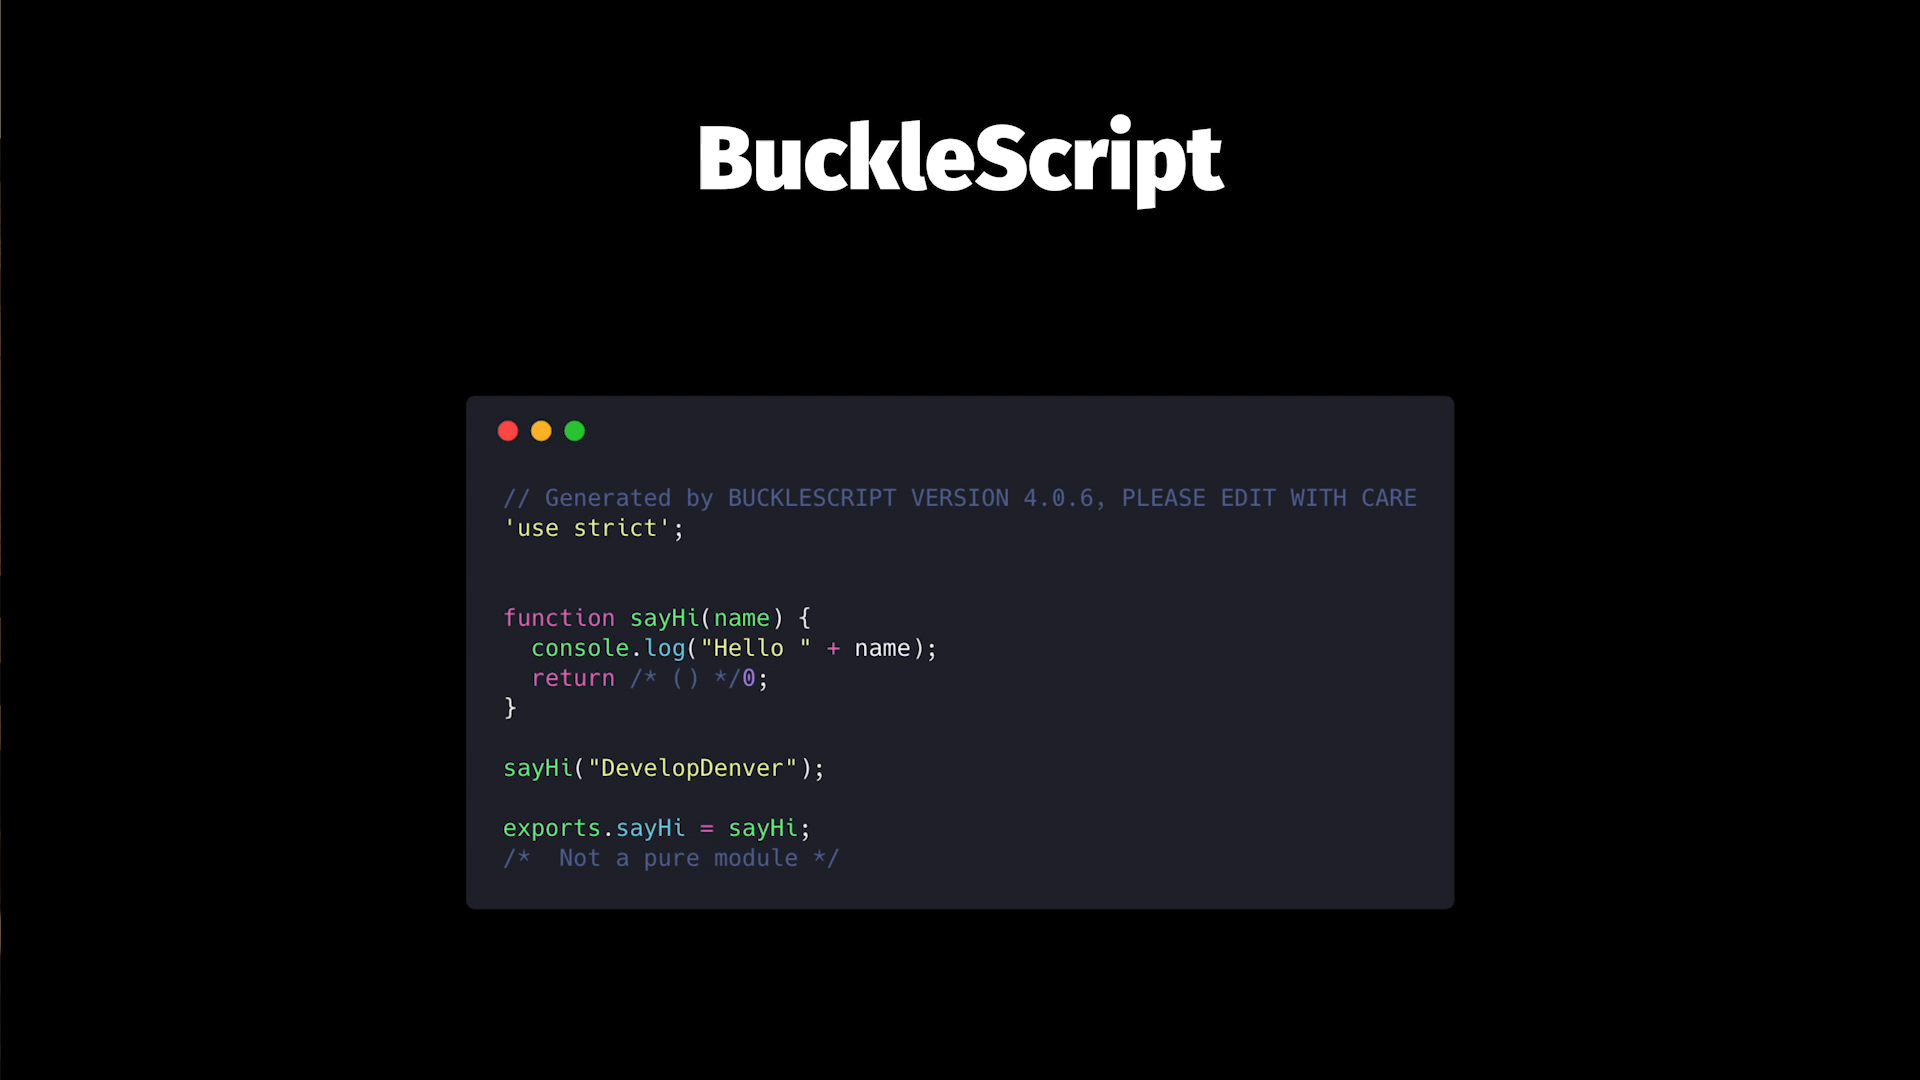 BuckleScript
// Generated by BUCKLESCRIPT VERSION 4.0.6, PLEASE EDIT WITH CARE
'use strict';
function sayHi(name) {
  console.log("Hello " + name);
  return /* () */0;
}
sayHi("DevelopDenver");
exports.sayHi = sayHi;
/*  Not a pure module */